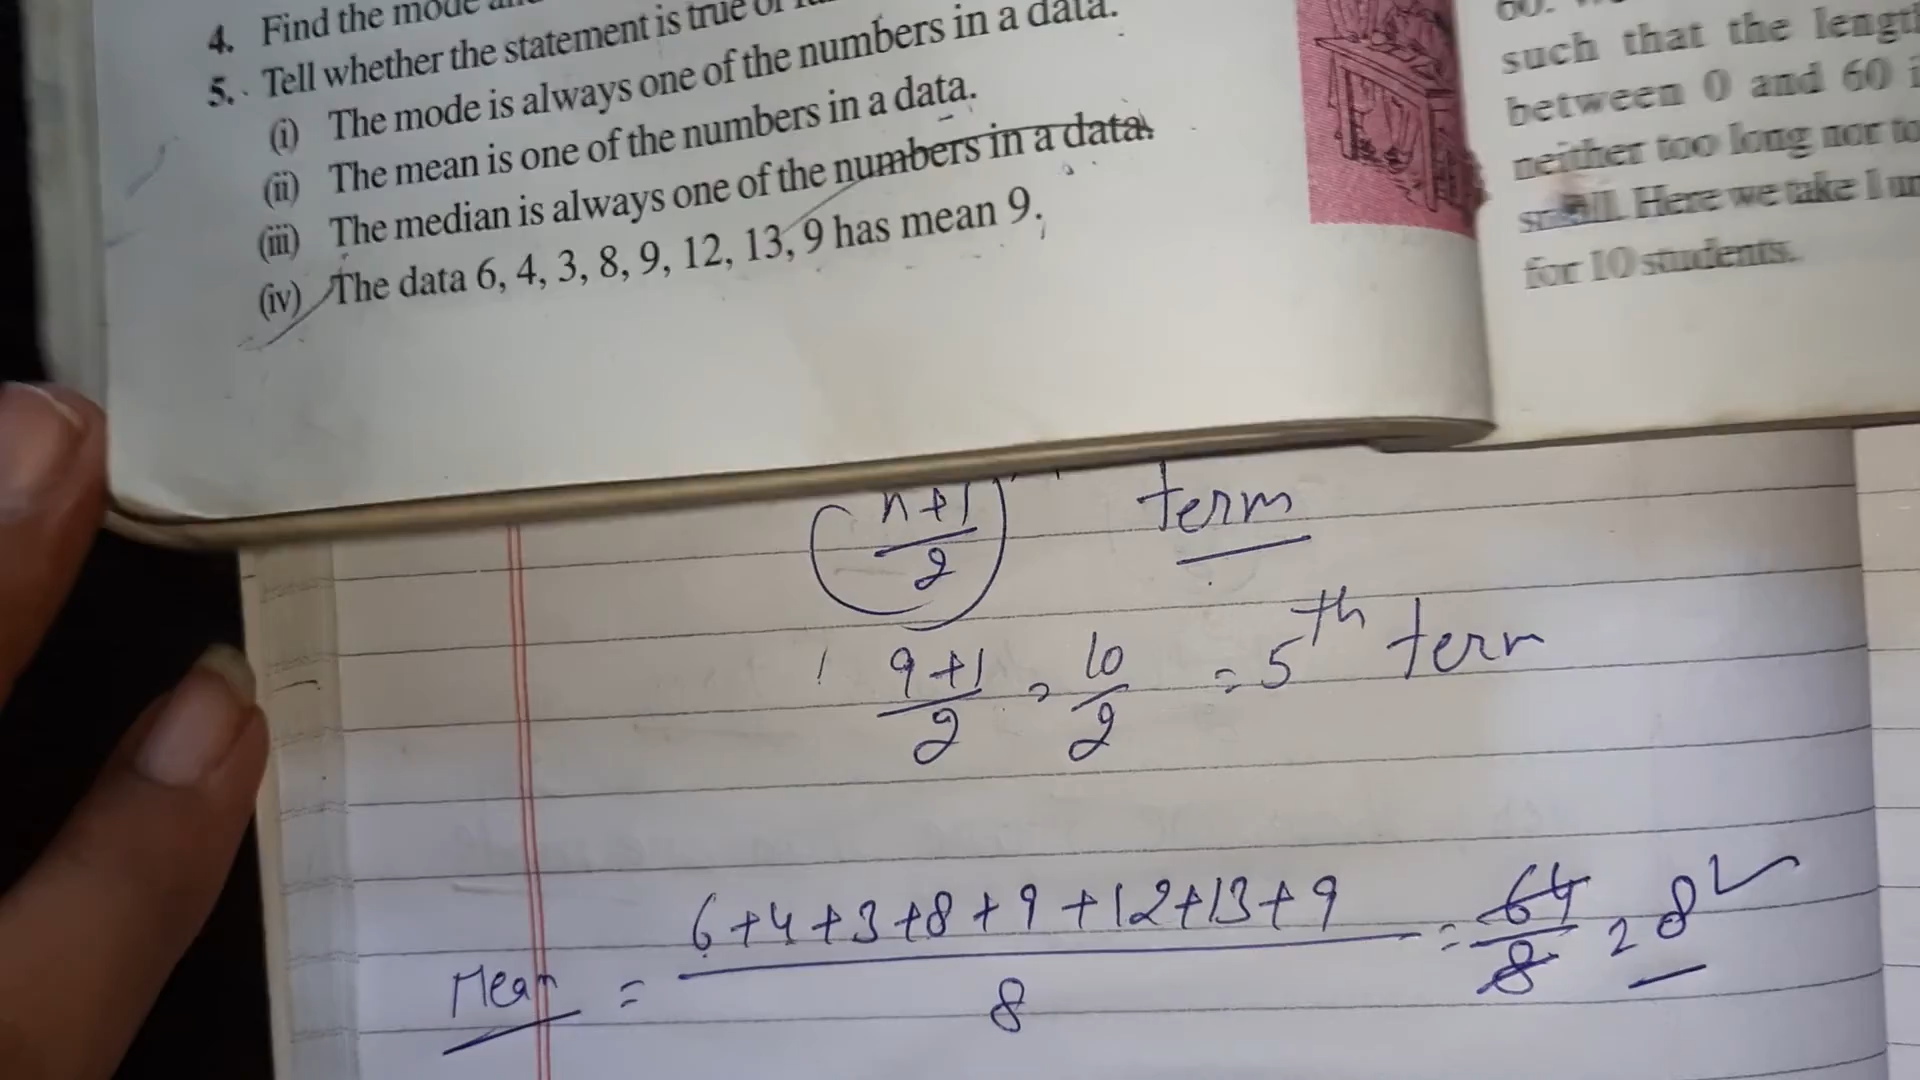 4. Find the mode
5. Tell whether the statement is true or
(i) The mode is always one of the numbers in a data.
(ii) The mean is one of the numbers in a data.
(iii) The median is always one of the numbers in a data.
(iv) The data 6, 4, 3, 8, 9, 12, 13, 9 has mean 9.
60.
such that the
between 0 and 60
neither too long nor
small. Here we take 1
for 10 students.
(n+1/2) term
9+1/2 = 10/2 = 5th term
Mean = 6+4+3+8+9+12+13+9/8 = 64/8 = 8